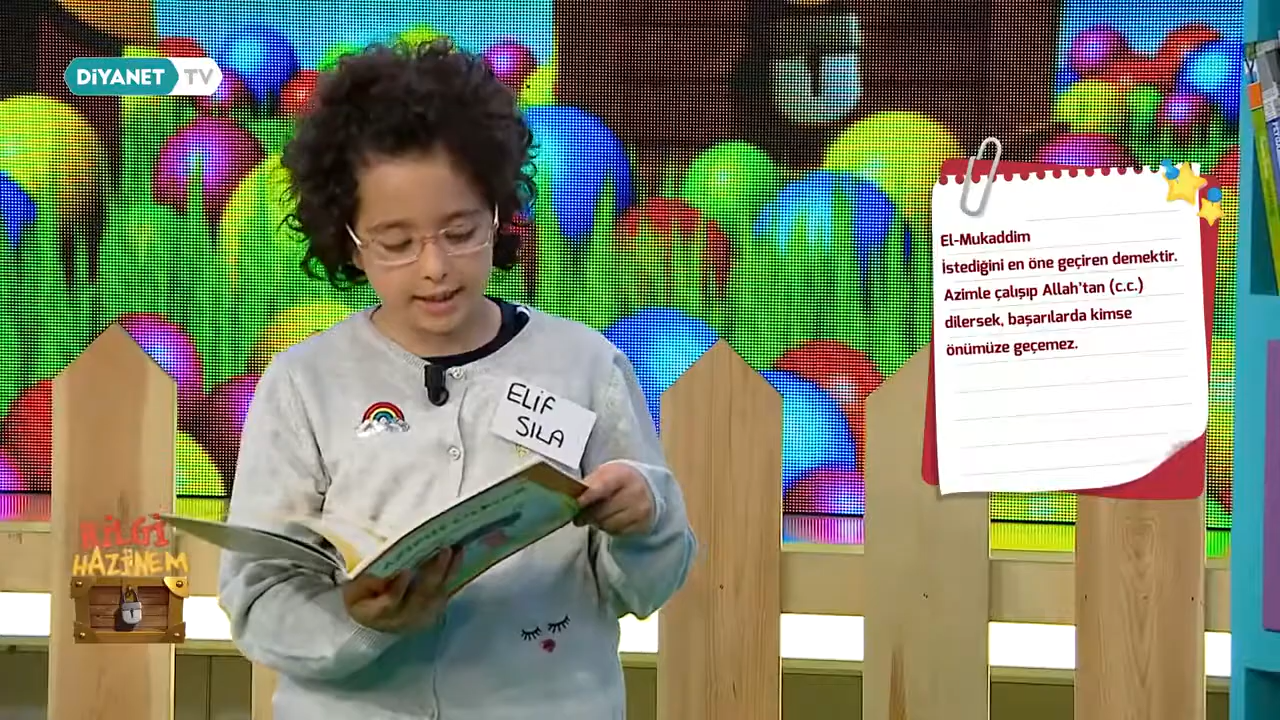 DİYANET TV
El-Mukaddim
İstediğini en öne geçiren demektir.
Azimle çalışıp Allah'tan (c.c.)
dilersek, başarılarda kimse
önümüze geçemez.
ELİF
SILA
BİLGİ
HAZİNEM